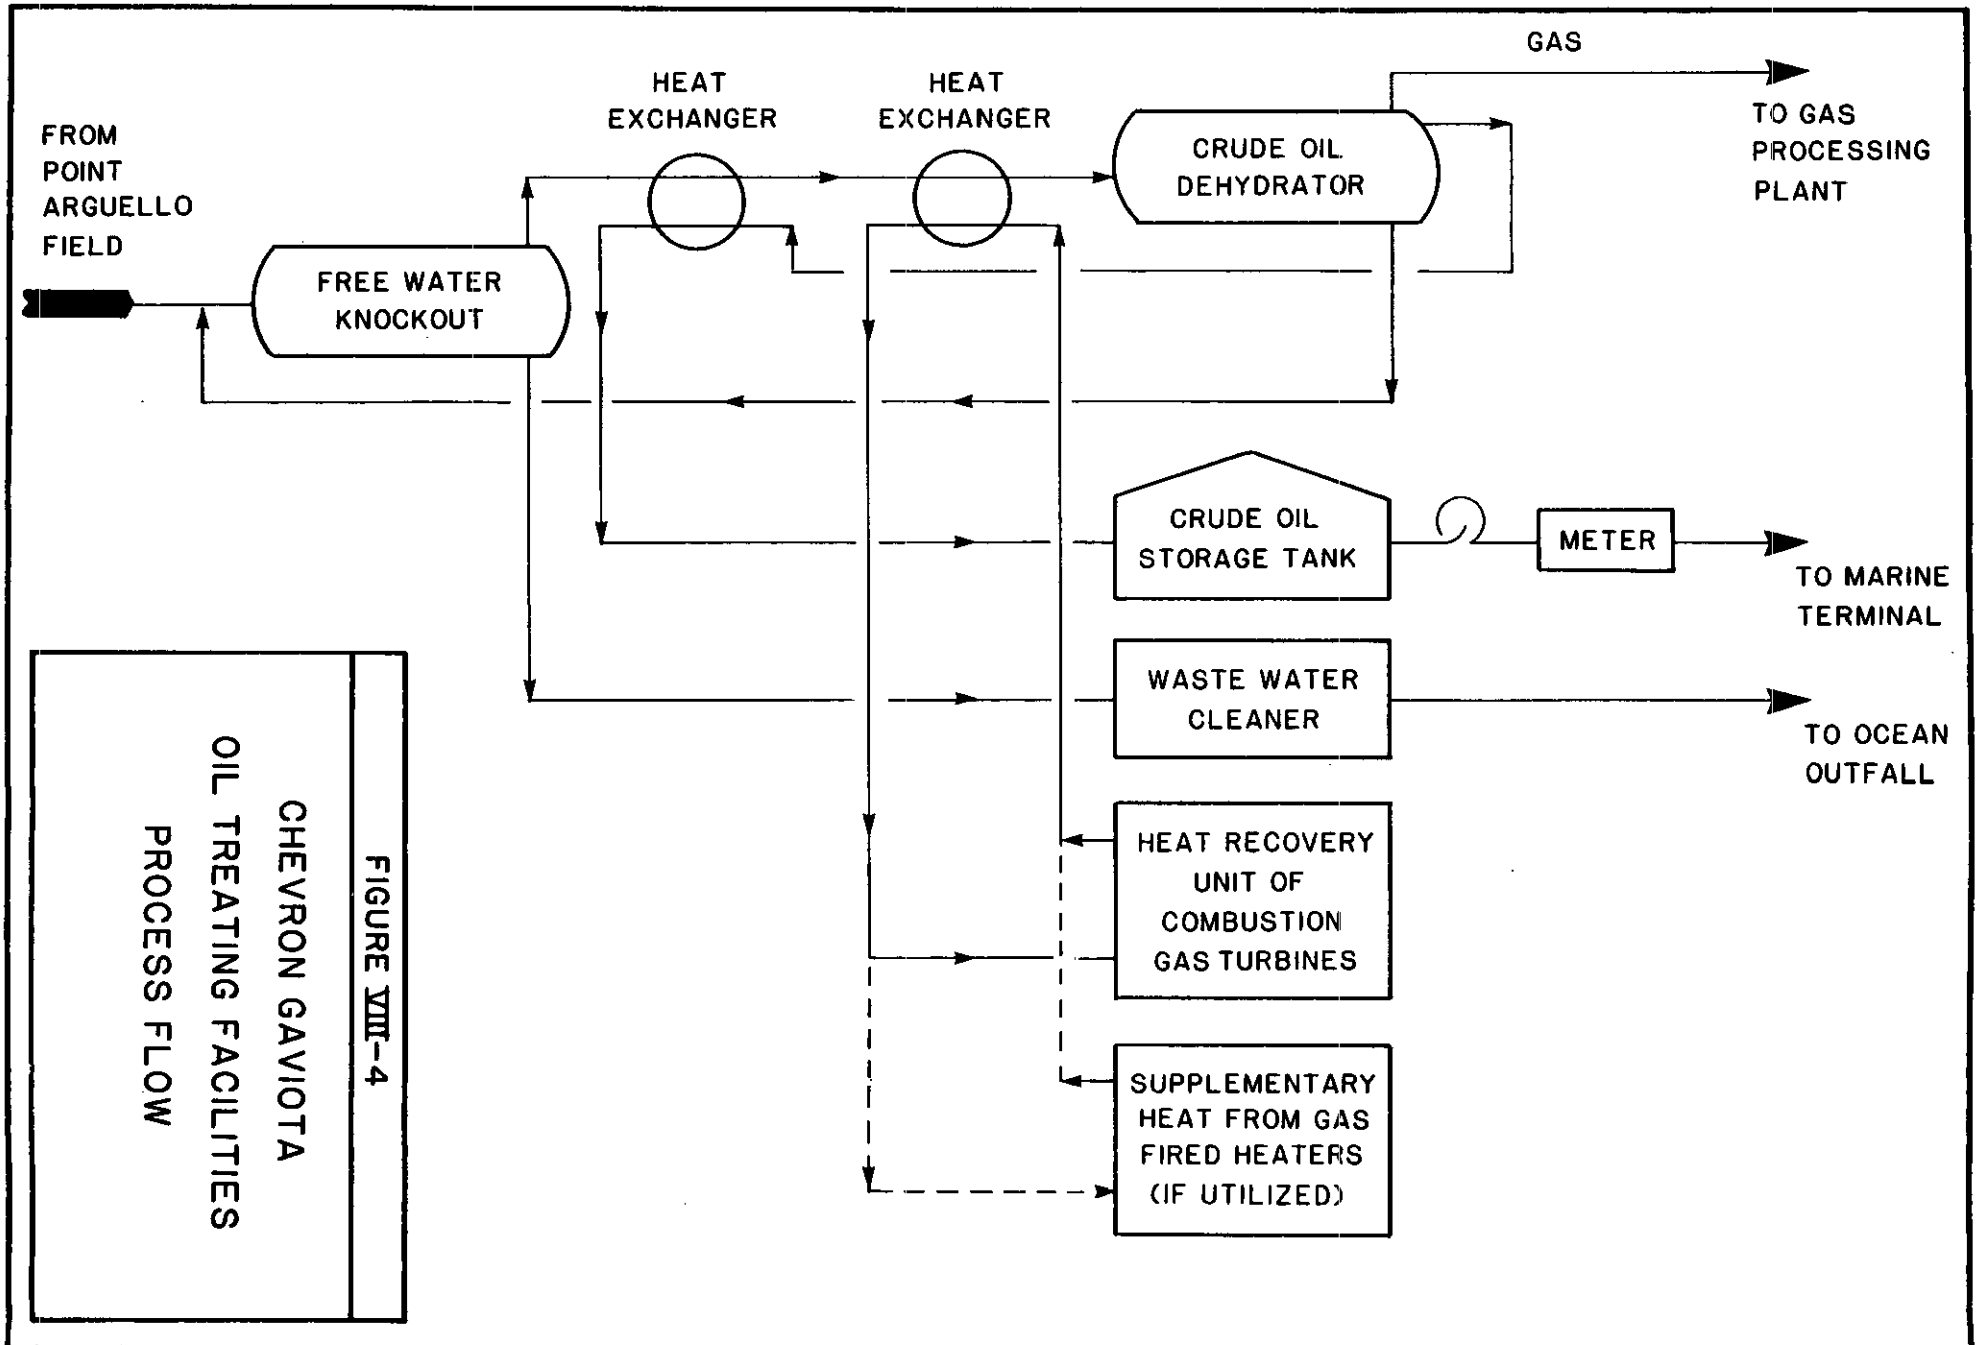 GAS
HEAT
EXCHANGER
HEAT
EXCHANGER
FROM
POINT
ARGUELLO
FIELD
CRUDE OIL
DEHYDRATOR
TO GAS
PROCESSING
PLANT
FREE WATER
KNOCKOUT
CRUDE OIL
STORAGE TANK
METER
TO MARINE
TERMINAL
WASTE WATER
CLEANER
TO OCEAN
OUTFALL
HEAT RECOVERY
UNIT OF
COMBUSTION
GAS TURBINES
SUPPLEMENTARY
HEAT FROM GAS
FIRED HEATERS
(IF UTILIZED)
FIGURE VIII-4
CHEVRON GAVIOTA
OIL TREATING FACILITIES
PROCESS FLOW